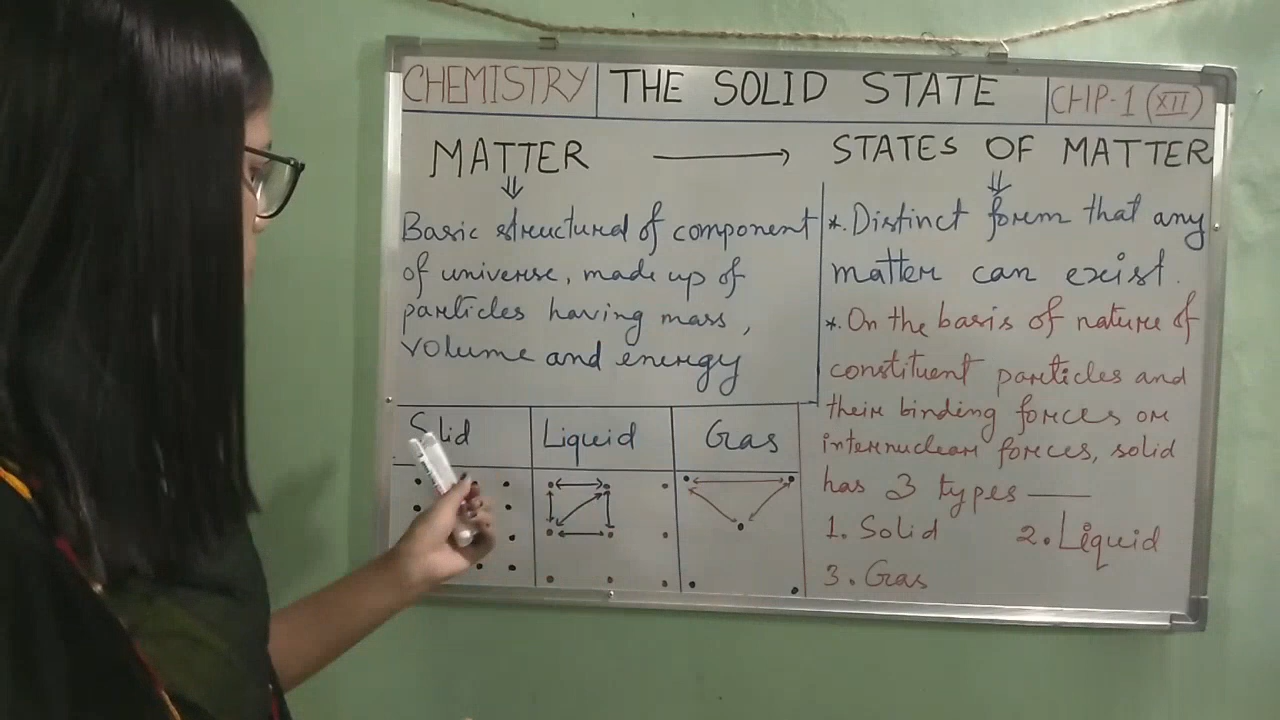 CHEMISTRY THE SOLID STATE CHP-1 (XII)
MATTER → STATES OF MATTER
⇓
Basic structured of component
of universe, made up of
particles having mass,
volume and energy
⇓
*. Distinct form that any
matter can exist.
*. On the basis of nature of
constituent particles and
their binding forces or
internuclear forces, solid
has 3 types —
1. Solid 2. Liquid
3. Gas
Solid Liquid Gas